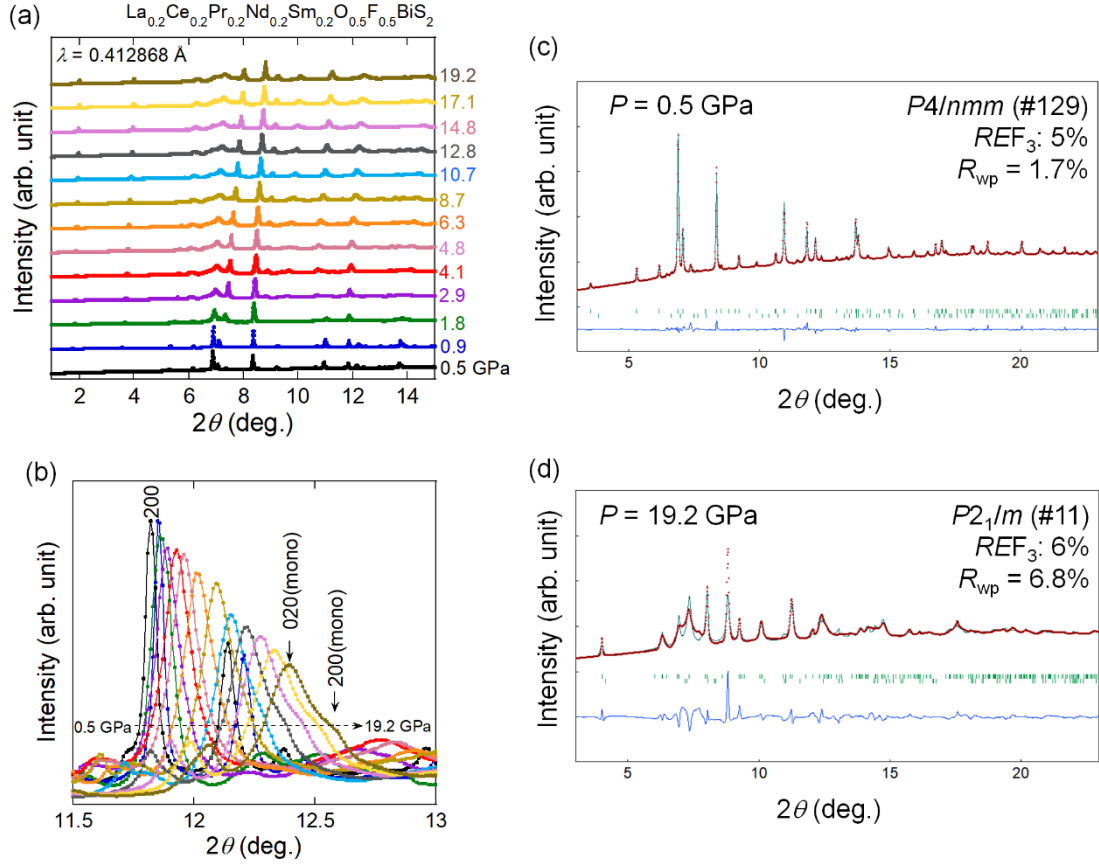 (a)
La0.2Ce0.2Pr0.2Nd0.2Sm0.2O0.5F0.5BiS2
λ = 0.412868 Å
Intensity (arb. unit)
19.2
17.1
14.8
12.8
10.7
8.7
6.3
4.8
4.1
2.9
1.8
0.9
0.5 GPa
2 4 6 8 10 12 14
2θ (deg.)
(b)
Intensity (arb. unit)
200
020(mono)
200(mono)
0.5 GPa
19.2 GPa
11.5 12 12.5 13
2θ (deg.)
(c)
P = 0.5 GPa
P4/nmm (#129)
REF3: 5%
Rwp = 1.7%
Intensity (arb. unit)
5 10 15 20
2θ (deg.)
(d)
P = 19.2 GPa
P21/m (#11)
REF3: 6%
Rwp = 6.8%
Intensity (arb. unit)
5 10 15 20
2θ (deg.)